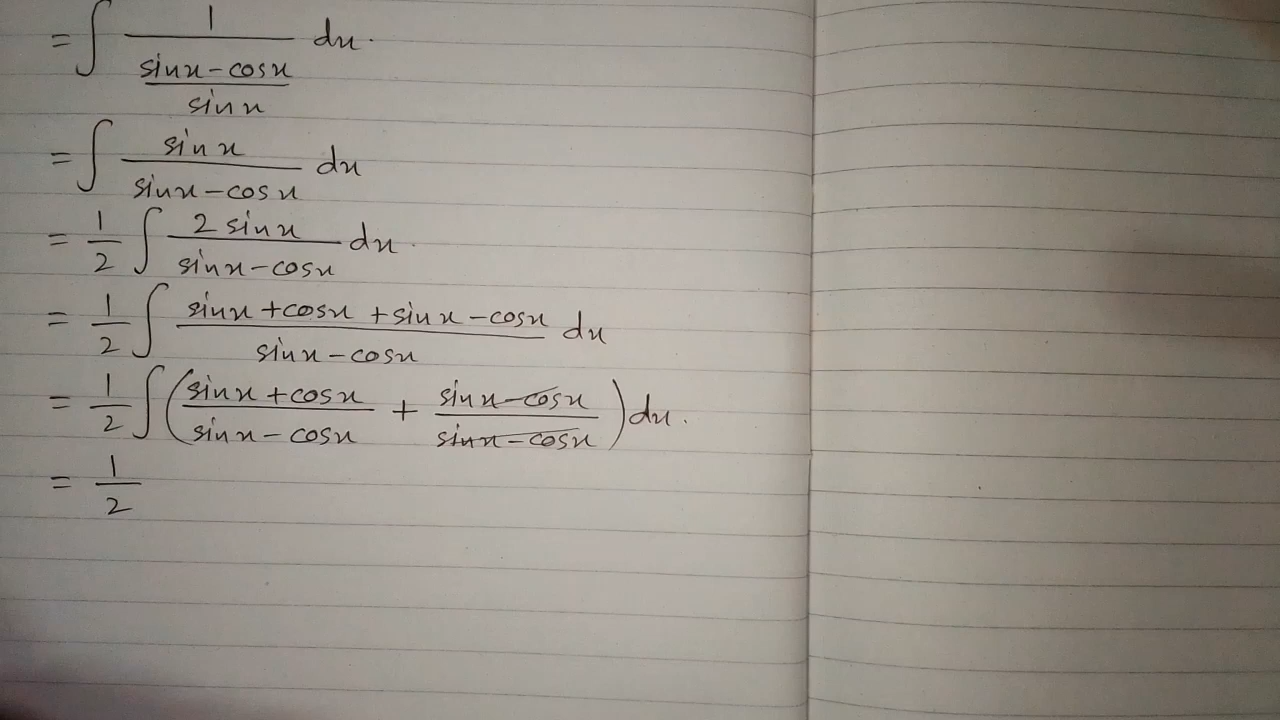 = ∫ 1/((sinx-cosx)/sinx) dx.
= ∫ sinx/(sinx-cosx) dx
= 1/2 ∫ 2 sinx/(sinx-cosx) dx.
= 1/2 ∫ (sinx+cosx+sinx-cosx)/(sinx-cosx) dx
= 1/2 ∫ ((sinx+cosx)/(sinx-cosx) + (sinx-cosx)/(sinx-cosx)) dx.
= 1/2